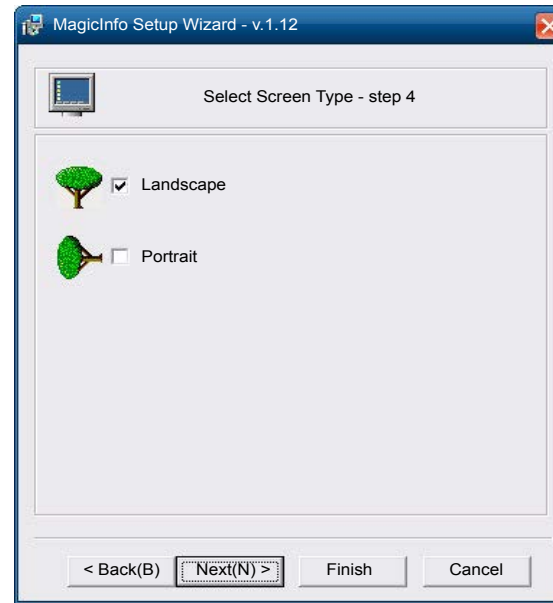 MagicInfo Setup Wizard - v.1.12
Select Screen Type - step 4
Landscape
Portrait
< Back(B) Next(N) > Finish Cancel